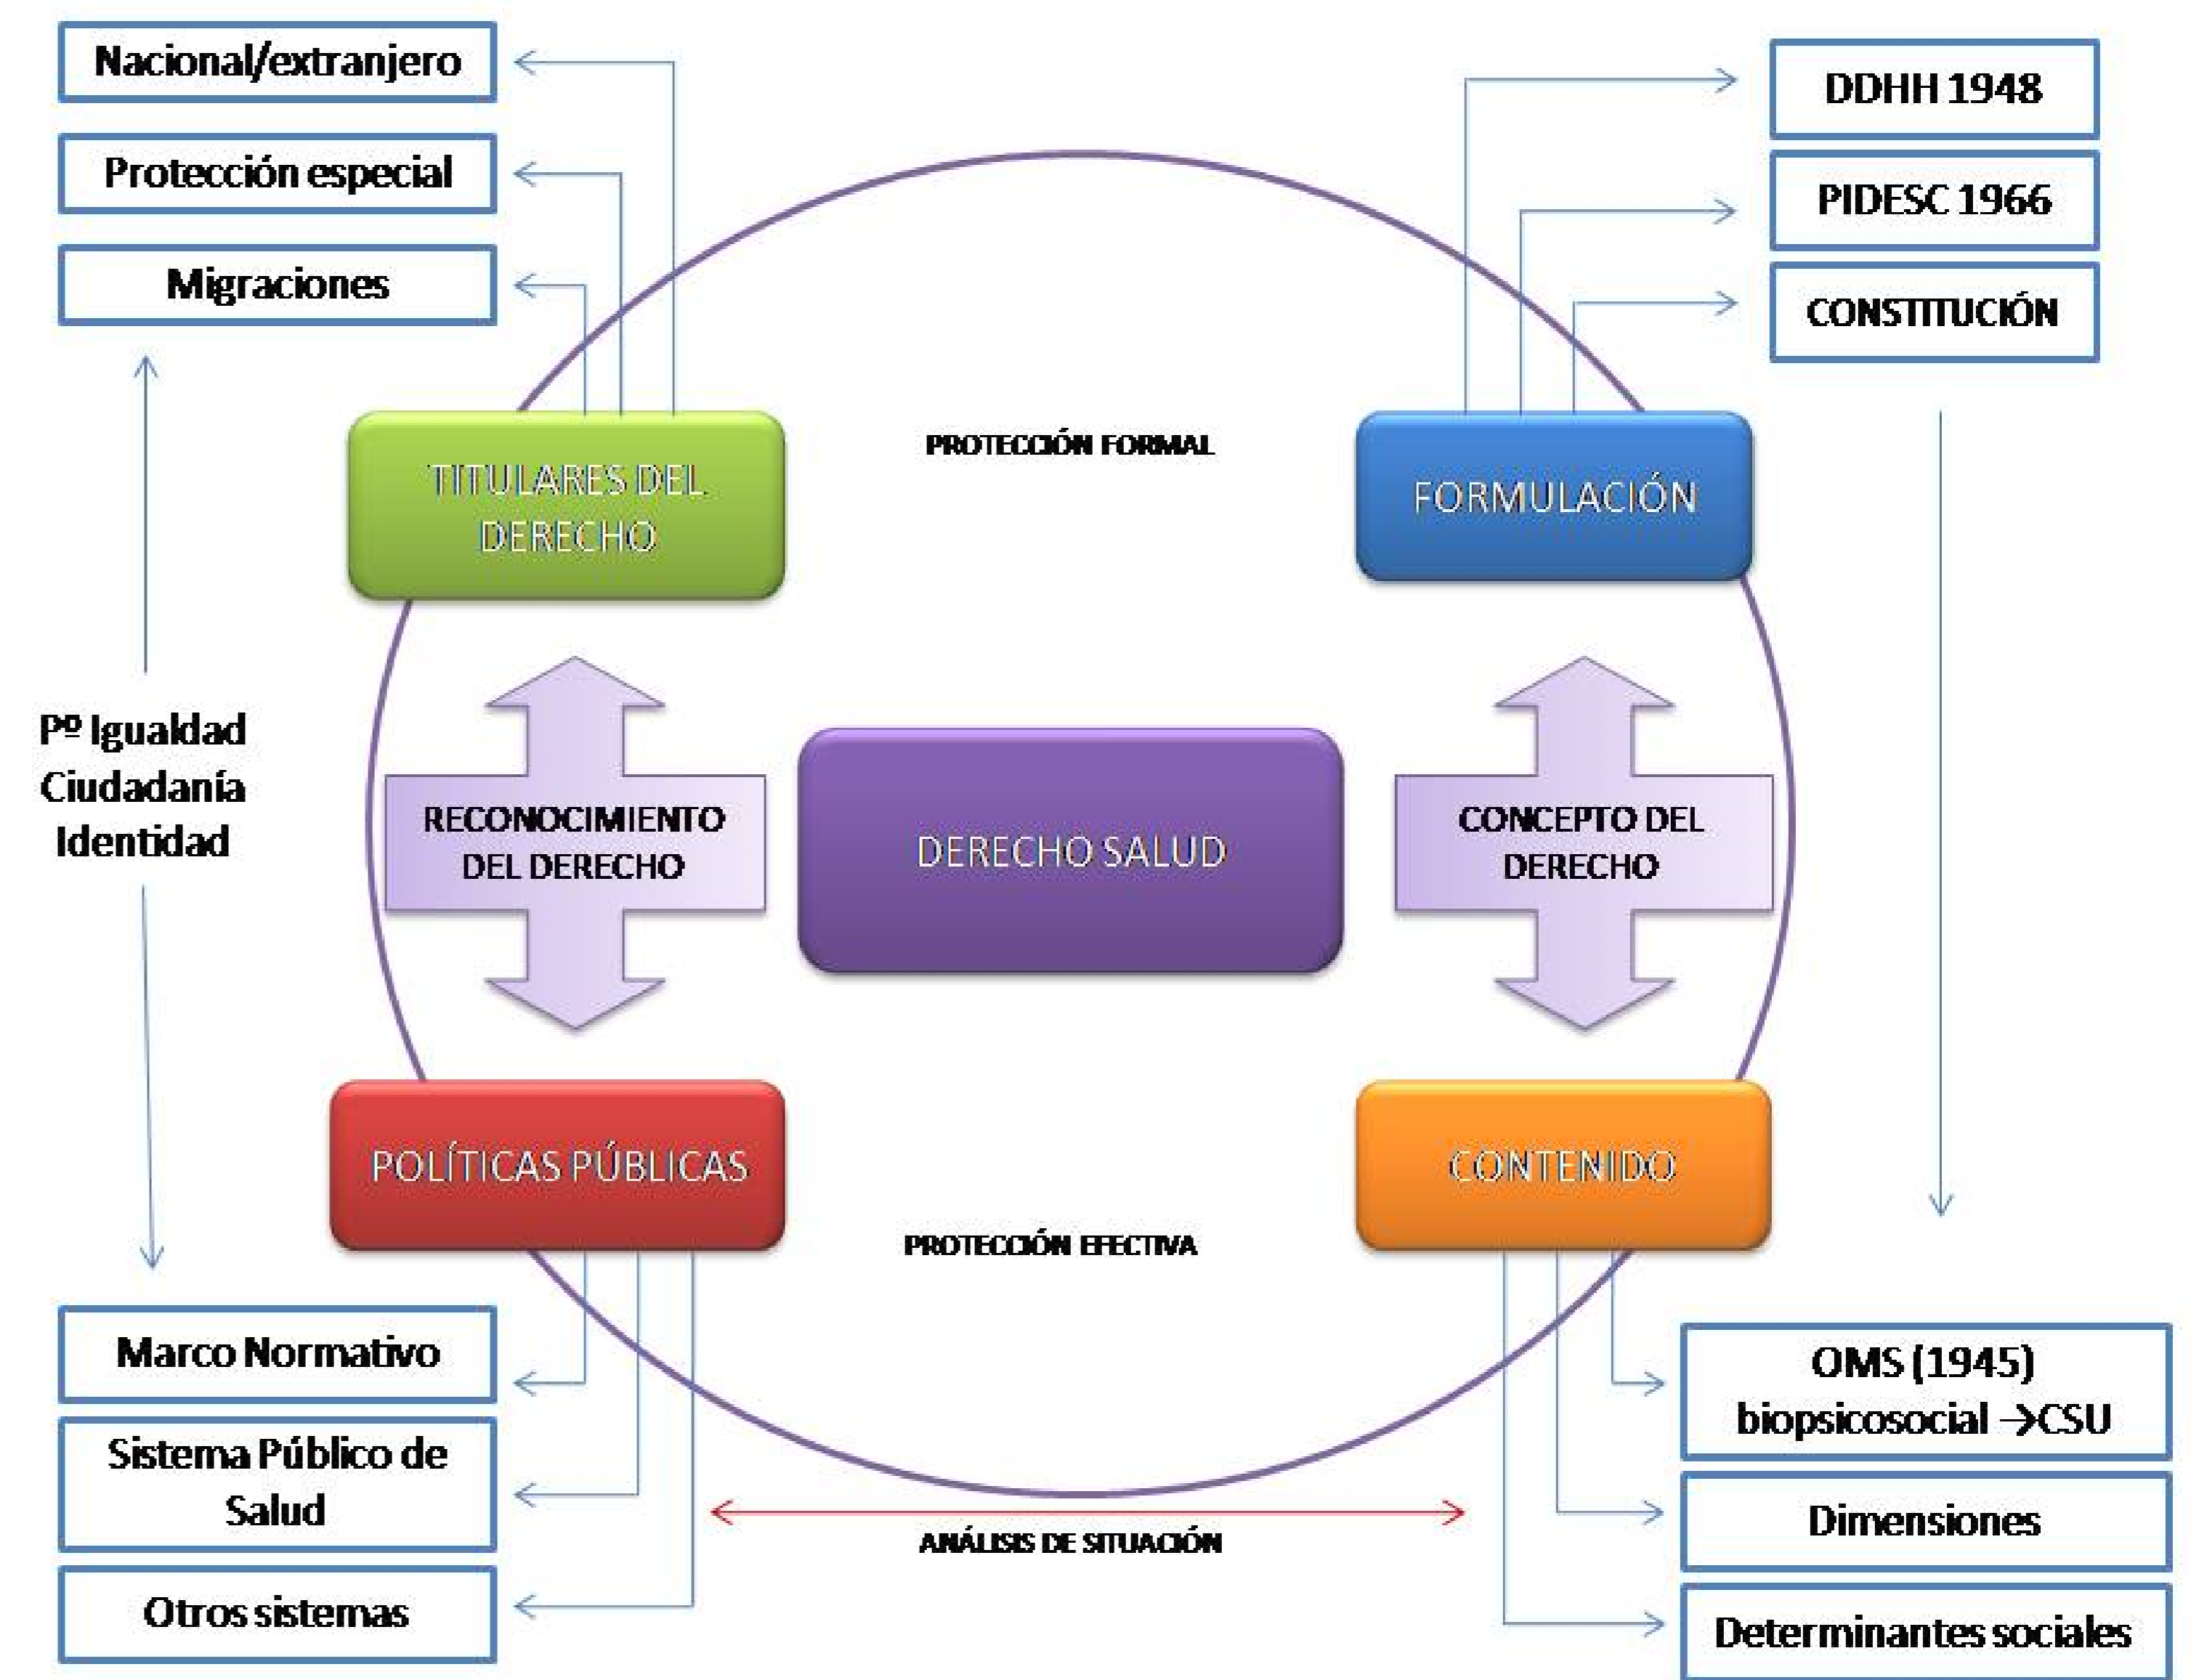 Nacional/extranjero
Protección especial
Migraciones
DDHH 1948
PIDESC 1966
CONSTITUCIÓN
PROTECCIÓN FORMAL
TITULARES DEL
DERECHO
FORMULACIÓN
Pº Igualdad
Ciudadanía
Identidad
RECONOCIMIENTO
DEL DERECHO
DERECHO SALUD
CONCEPTO DEL
DERECHO
POLÍTICAS PÚBLICAS
CONTENIDO
PROTECCIÓN EFECTIVA
Marco Normativo
Sistema Público de
Salud
Otros sistemas
ANÁLISIS DE SITUACIÓN
OMS (1945)
biopsicosocial →CSU
Dimensiones
Determinantes sociales